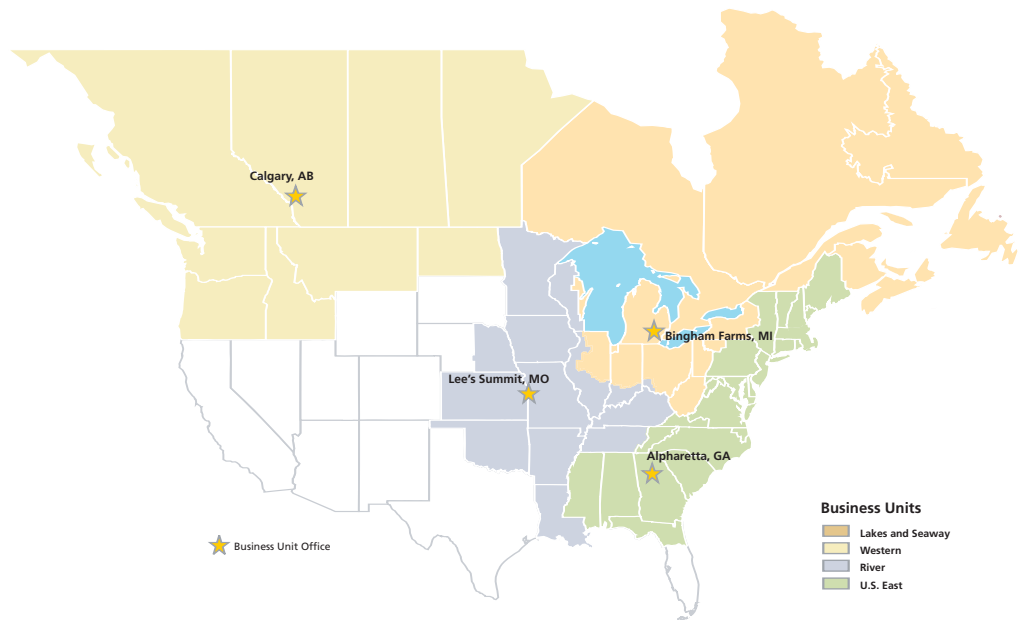 Calgary, AB
Bingham Farms, MI
Lee's Summit, MO
Alpharetta, GA
Business Unit Office
Business Units
Lakes and Seaway
Western
River
U.S. East